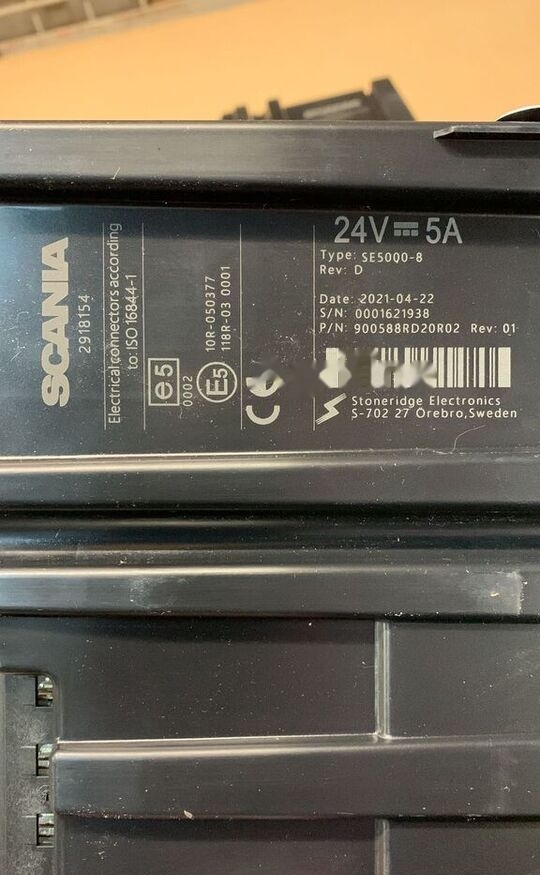 SCANIA
2918154
Electrical connectors according
to: ISO 16844-1
e5
0002
E5
10R-050377
118R-03 0001
CE
24V 5A
Type: SE5000-8
Rev: D
Date: 2021-04-22
S/N: 0001621938
P/N: 900588RD20R02 Rev: 01
Stoneridge Electronics
S-702 27 Örebro,Sweden